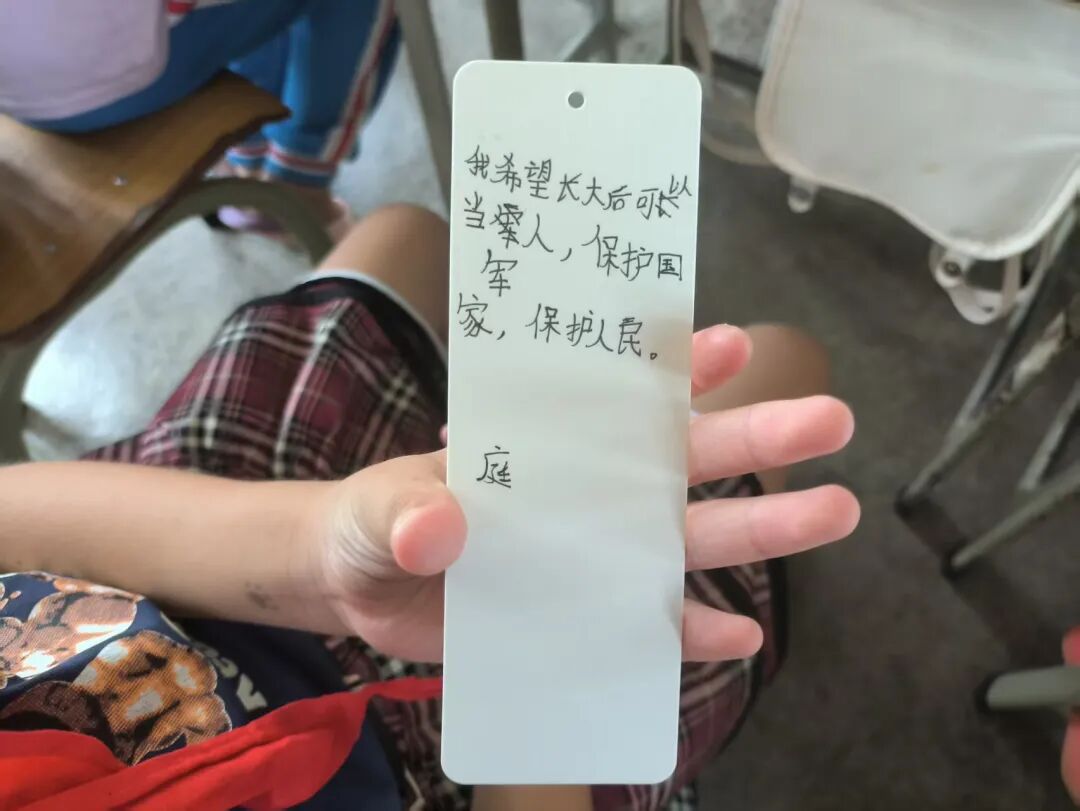 我希望长大后可以
当军人，保护国
家，保护人民。
庭